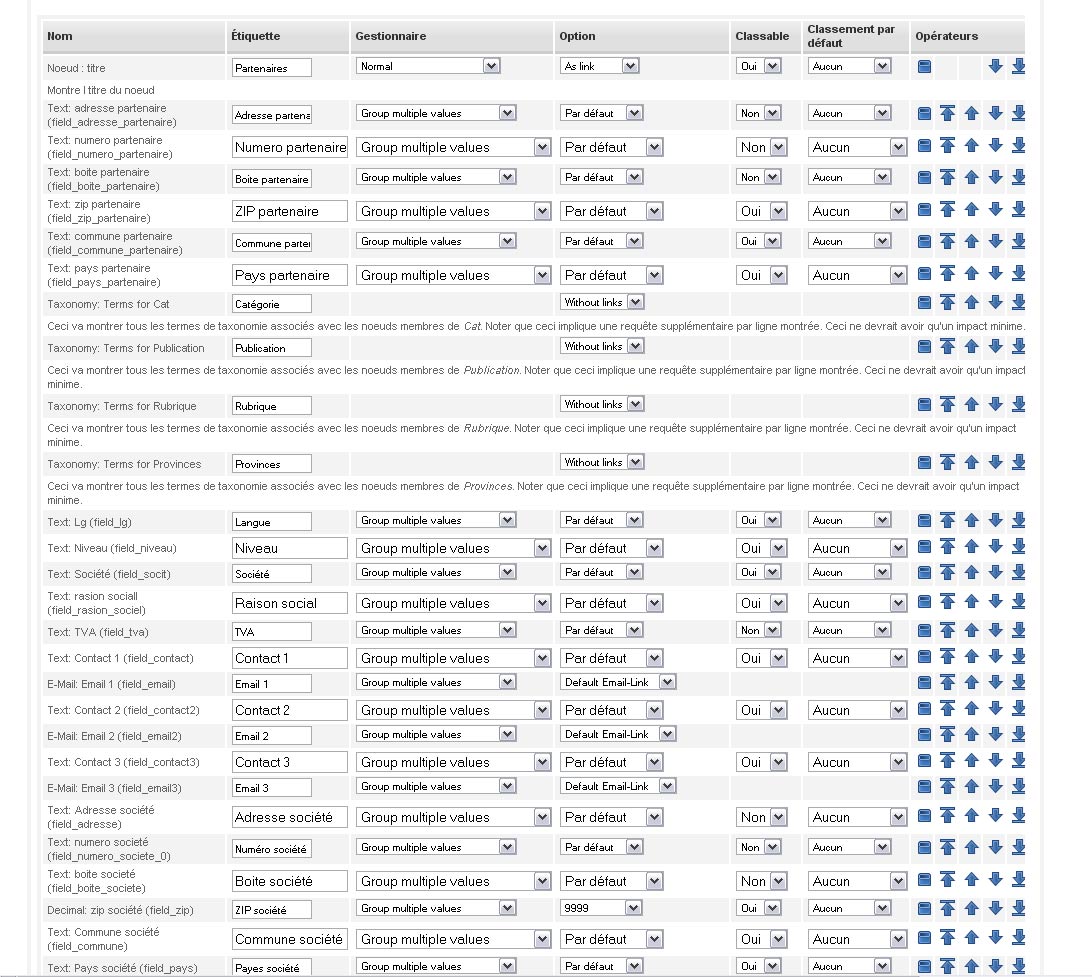 Nom Étiquette Gestionnaire Option Classable Classement par défaut Opérateurs
Noeud : titre Partenaires Normal As link Oui Aucun
Montre l titre du noeud
Text: adresse partenaire (field_adresse_partenaire) Adresse partena Group multiple values Par défaut Non Aucun
Text: numero partenaire (field_numero_partenaire) Numero partenaire Group multiple values Par défaut Non Aucun
Text: boite partenaire (field_boite_partenaire) Boite partenaire Group multiple values Par défaut Non Aucun
Text: zip partenaire (field_zip_partenaire) ZIP partenaire Group multiple values Par défaut Oui Aucun
Text: commune partenaire (field_commune_partenaire) Commune parter Group multiple values Par défaut Oui Aucun
Text: pays partenaire (field_pays_partenaire) Pays partenaire Group multiple values Par défaut Oui Aucun
Taxonomy: Terms for Cat Catégorie Without links
Ceci va montrer tous les termes de taxonomie associés avec les noeuds membres de Cat. Noter que ceci implique une requête supplémentaire par ligne montrée. Ceci ne devrait avoir qu'un impact minime.
Taxonomy: Terms for Publication Publication Without links
Ceci va montrer tous les termes de taxonomie associés avec les noeuds membres de Publication. Noter que ceci implique une requête supplémentaire par ligne montrée. Ceci ne devrait avoir qu'un impact
minime.
Taxonomy: Terms for Rubrique Rubrique Without links
Ceci va montrer tous les termes de taxonomie associés avec les noeuds membres de Rubrique. Noter que ceci implique une requête supplémentaire par ligne montrée. Ceci ne devrait avoir qu'un impact
minime.
Taxonomy: Terms for Provinces Provinces Without links
Ceci va montrer tous les termes de taxonomie associés avec les noeuds membres de Provinces. Noter que ceci implique une requête supplémentaire par ligne montrée. Ceci ne devrait avoir qu'un impact
minime.
Text: Lg (field_lg) Langue Group multiple values Par défaut Oui Aucun
Text: Niveau (field_niveau) Niveau Group multiple values Par défaut Oui Aucun
Text: Société (field_socit) Société Group multiple values Par défaut Oui Aucun
Text: rasion sociall (field_rasion_sociel) Raison social Group multiple values Par défaut Oui Aucun
Text: TVA (field_tva) TVA Group multiple values Par défaut Non Aucun
Text: Contact 1 (field_contact) Contact 1 Group multiple values Par défaut Oui Aucun
E-Mail: Email 1 (field_email) Email 1 Group multiple values Default Email-Link
Text: Contact 2 (field_contact2) Contact 2 Group multiple values Par défaut Oui Aucun
E-Mail: Email 2 (field_email2) Email 2 Group multiple values Default Email-Link
Text: Contact 3 (field_contact3) Contact 3 Group multiple values Par défaut Oui Aucun
E-Mail: Email 3 (field_email3) Email 3 Group multiple values Default Email-Link
Text: Adresse société (field_adresse) Adresse société Group multiple values Par défaut Non Aucun
Text: numero societé (field_numero_societe_0) Numéro société Group multiple values Par défaut Non Aucun
Text: boite societé (field_boite_societe) Boite société Group multiple values Par défaut Non Aucun
Decimal: zip société (field_zip) ZIP société Group multiple values 9999 Oui Aucun
Text: Commune société (field_commune) Commune société Group multiple values Par défaut Oui Aucun
Text: Pays société (field_pays) Payes société Group multiple values Par défaut Oui Aucun